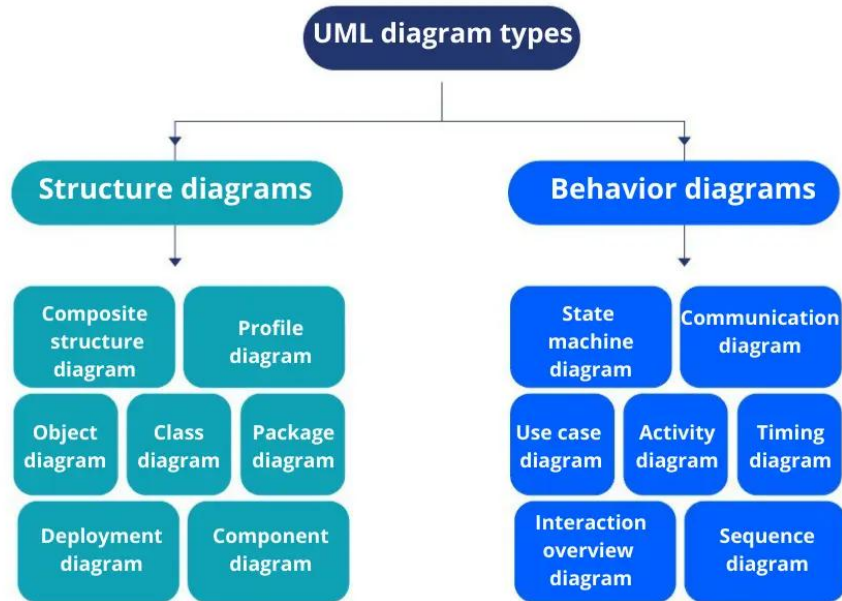 UML diagram types
Structure diagrams
Behavior diagrams
Composite
structure
diagram
Profile
diagram
Object
diagram
Class
diagram
Package
diagram
Deployment
diagram
Component
diagram
State
machine
diagram
Communication
diagram
Use case
diagram
Activity
diagram
Timing
diagram
Interaction
overview
diagram
Sequence
diagram